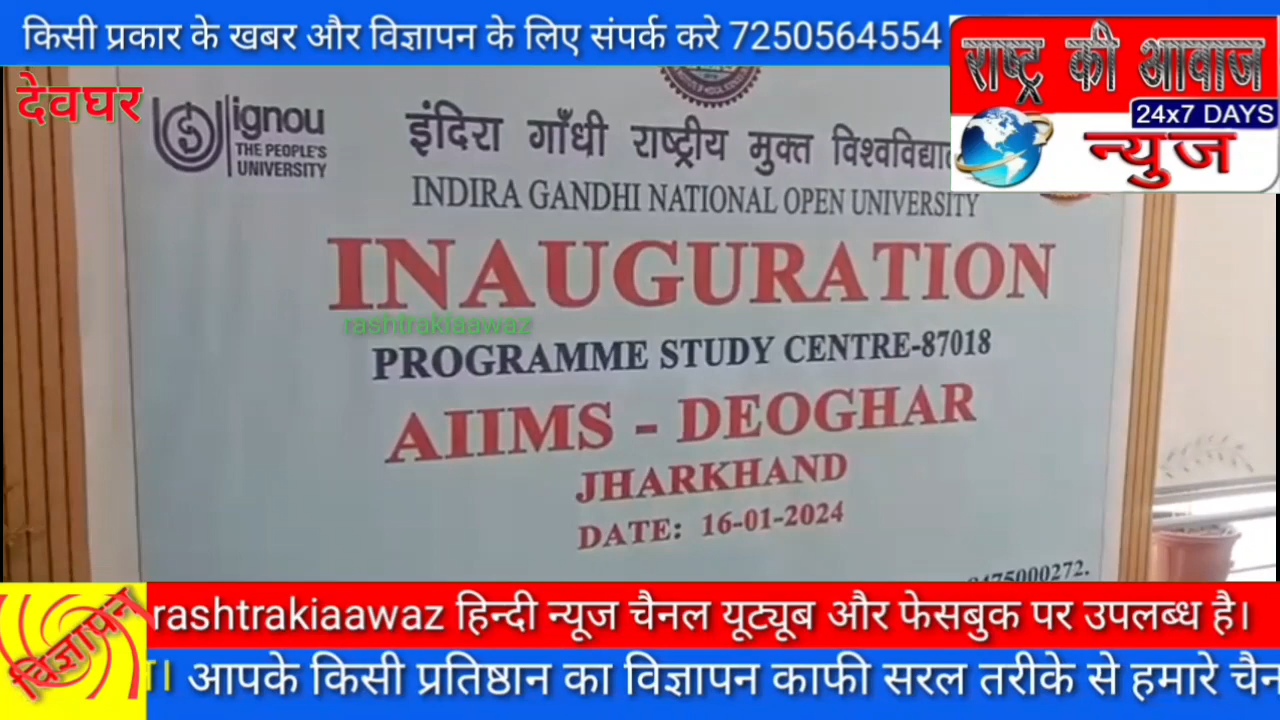 किसी प्रकार के खबर और विज्ञापन के लिए संपर्क करे 7250564554
राष्ट्र की आवाज
24x7 DAYS
न्युज
देवघर
ignou
THE PEOPLE'S
UNIVERSITY
इंदिरा गाँधी राष्ट्रीय मुक्त
INDIRA GANDHI NATIONAL OPEN UNIVERSITY
INAUGURATION
rashtrakiaawaz
PROGRAMME STUDY CENTRE-87018
AIIMS - DEOGHAR
JHARKHAND
DATE: 16-01-2024
विज्ञापन
rashtrakiaawaz हिन्दी न्यूज चैनल यूट्यूब और फेसबुक पर उपलब्ध है।
आपके किसी प्रतिष्ठान का विज्ञापन काफी सरल तरीके से हमारे